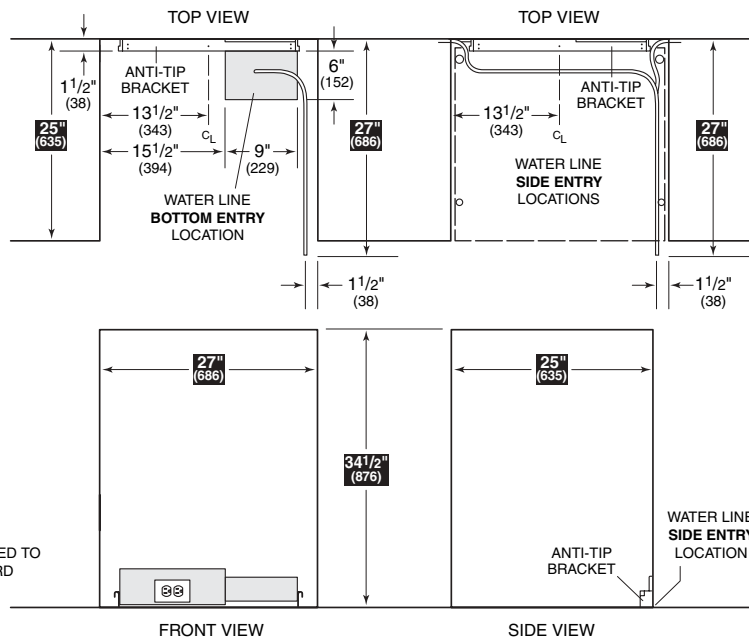 TOP VIEW
TOP VIEW
ANTI-TIP
BRACKET
1 1/2"
(38)
6"
(152)
13 1/2"
(343)
CL
15 1/2"
(394)
9"
(229)
25"
(635)
27"
(686)
WATER LINE
BOTTOM ENTRY
LOCATION
1 1/2"
(38)
ANTI-TIP
BRACKET
13 1/2"
(343)
CL
WATER LINE
SIDE ENTRY
LOCATIONS
27"
(686)
1 1/2"
(38)
27"
(686)
34 1/2"
(876)
25"
(635)
ED TO
RD
ANTI-TIP
BRACKET
WATER LINE
SIDE ENTRY
LOCATION
FRONT VIEW
SIDE VIEW